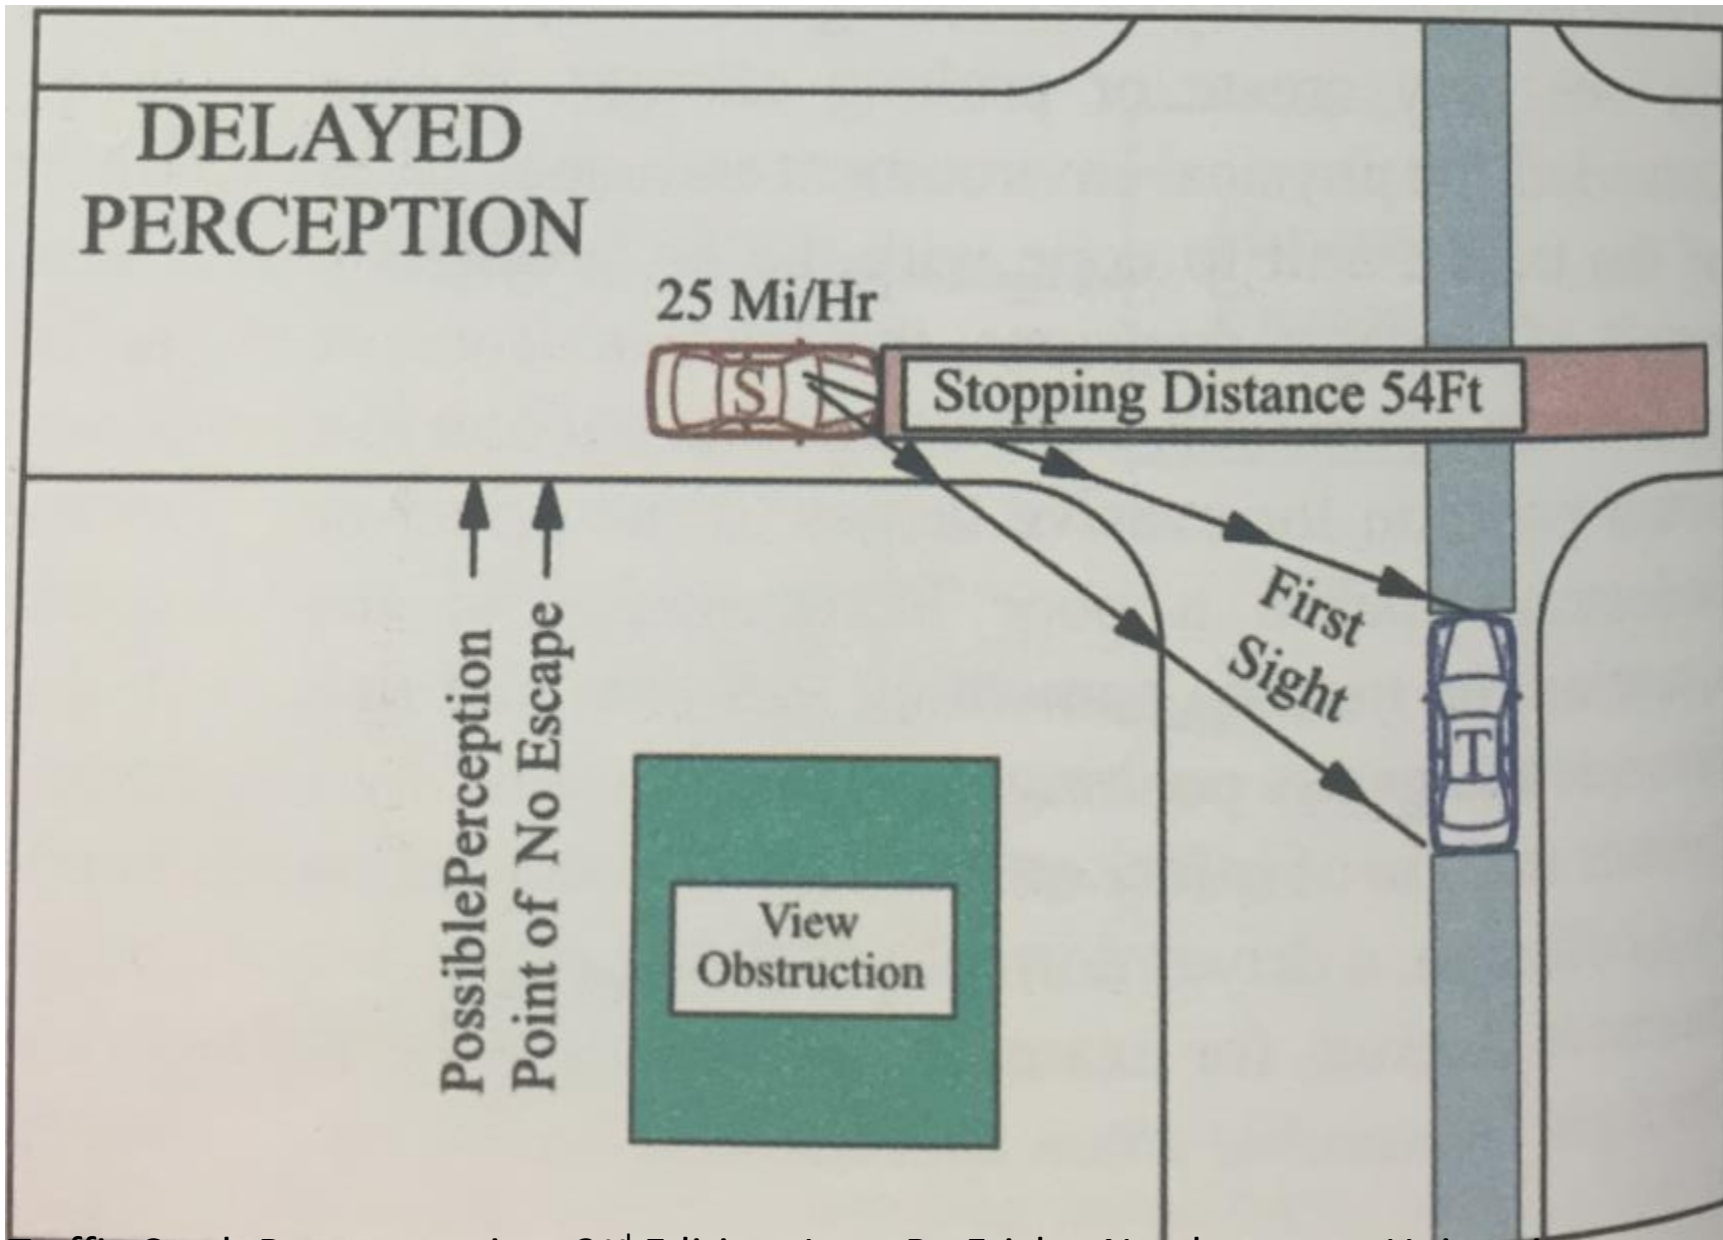 DELAYED
PERCEPTION
25 Mi/Hr
S
Stopping Distance 54Ft
First
Sight
T
PossiblePerception
Point of No Escape
View
Obstruction